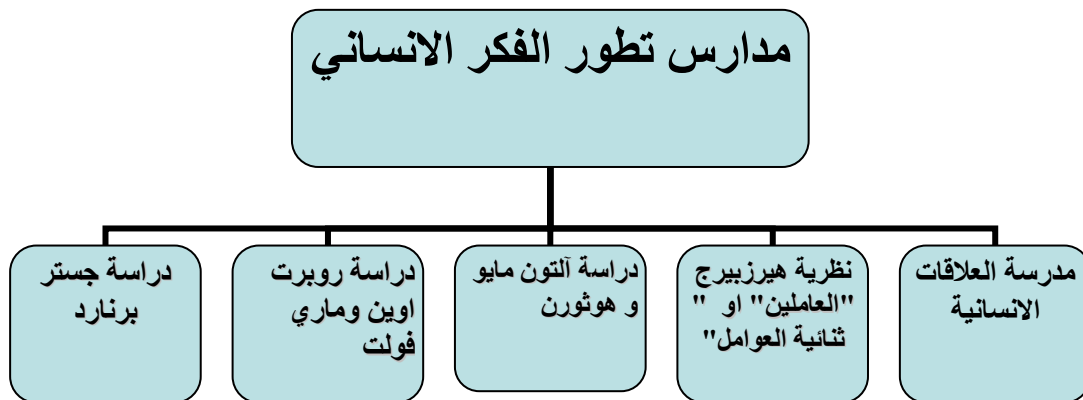 مدارس تطور الفكر الانساني
مدرسة العلاقات
الانسانية
نظرية هيرزبيرج
"العاملين" او "
ثنائية العوامل"
دراسة آلتون مايو
و هوثورن
دراسة روبرت
اوين وماري
فولت
دراسة جستر
برنارد